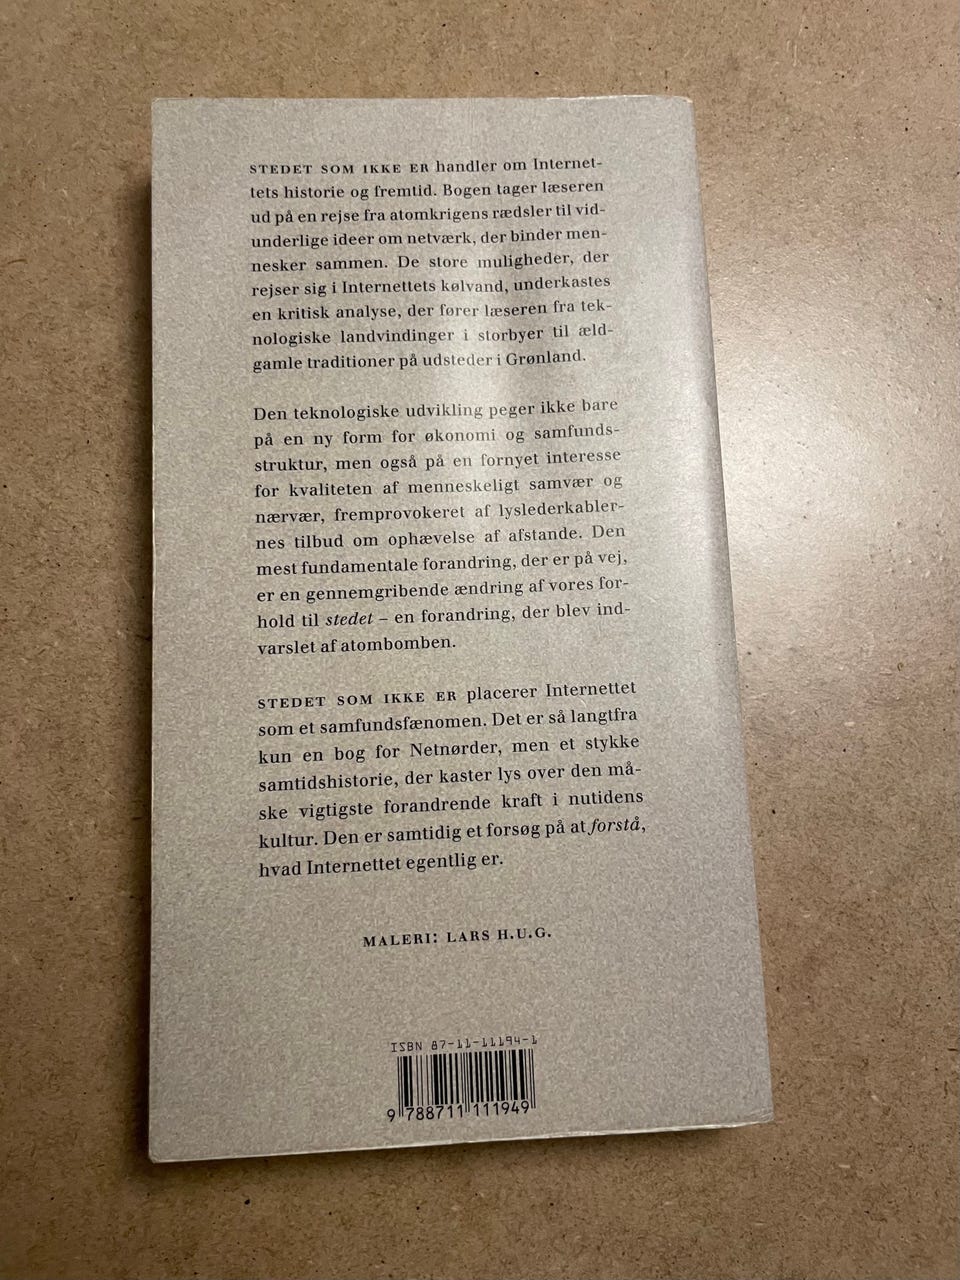 STEDET SOM IKKE ER handler om Internet-
tets historie og fremtid. Bogen tager læseren
ud på en rejse fra atomkrigens rædsler til vid-
underlige ideer om netværk, der binder men-
nesker sammen. De store muligheder, der
rejser sig i Internettets kølvand, underkastes
en kritisk analyse, der fører læseren fra tek-
nologiske landvindinger i storbyer til æld-
gamle traditioner på udsteder i Grønland.
Den teknologiske udvikling peger ikke bare
på en ny form for økonomi og samfunds-
struktur, men også på en fornyet interesse
for kvaliteten af menneskeligt samvær og
nærvær, fremprovokeret af lyslederkabler-
nes tilbud om ophævelse af afstande. Den
mest fundamentale forandring, der er på vej,
er en gennemgribende ændring af vores for-
hold til stedet – en forandring, der blev ind-
varslet af atombomben.
STEDET SOM IKKE ER placerer Internettet
som et samfundsfænomen. Det er så langtfra
kun en bog for Netnørder, men et stykke
samtidshistorie, der kaster lys over den må-
ske vigtigste forandrende kraft i nutidens
kultur. Den er samtidig et forsøg på at forstå,
hvad Internettet egentlig er.
MALERI: LARS H.U.G.
ISBN 87-11-11194-1
9 788711 111949